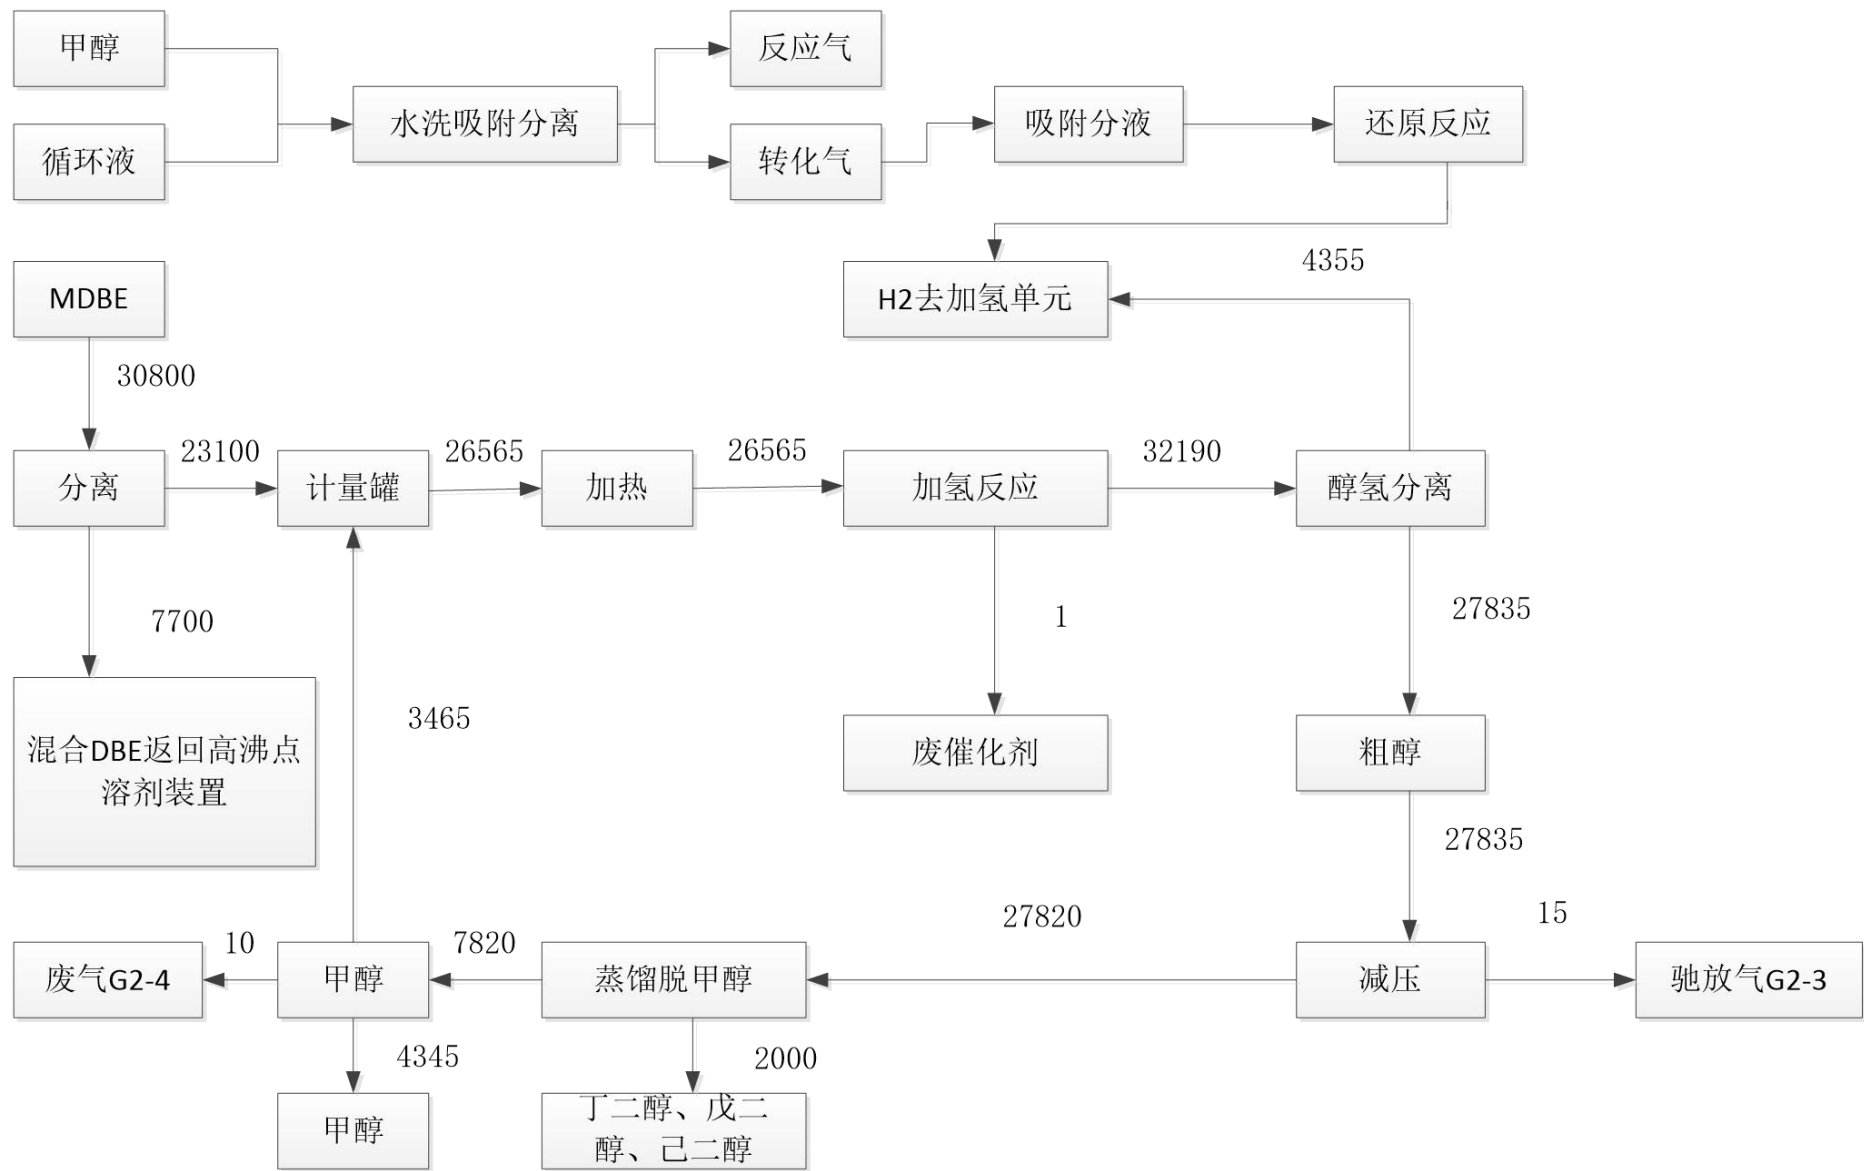 甲醇
反应气
水洗吸附分离
吸附分液
还原反应
循环液
转化气
4355
MDBE
H2去加氢单元
30800
23100
26565
26565
32190
分离
计量罐
加热
加氢反应
醇氢分离
7700
1
27835
3465
混合DBE返回高沸点
溶剂装置
废催化剂
粗醇
27835
27820
15
10
7820
废气G2-4
甲醇
蒸馏脱甲醇
减压
驰放气G2-3
4345
2000
甲醇
丁二醇、戊二
醇、己二醇